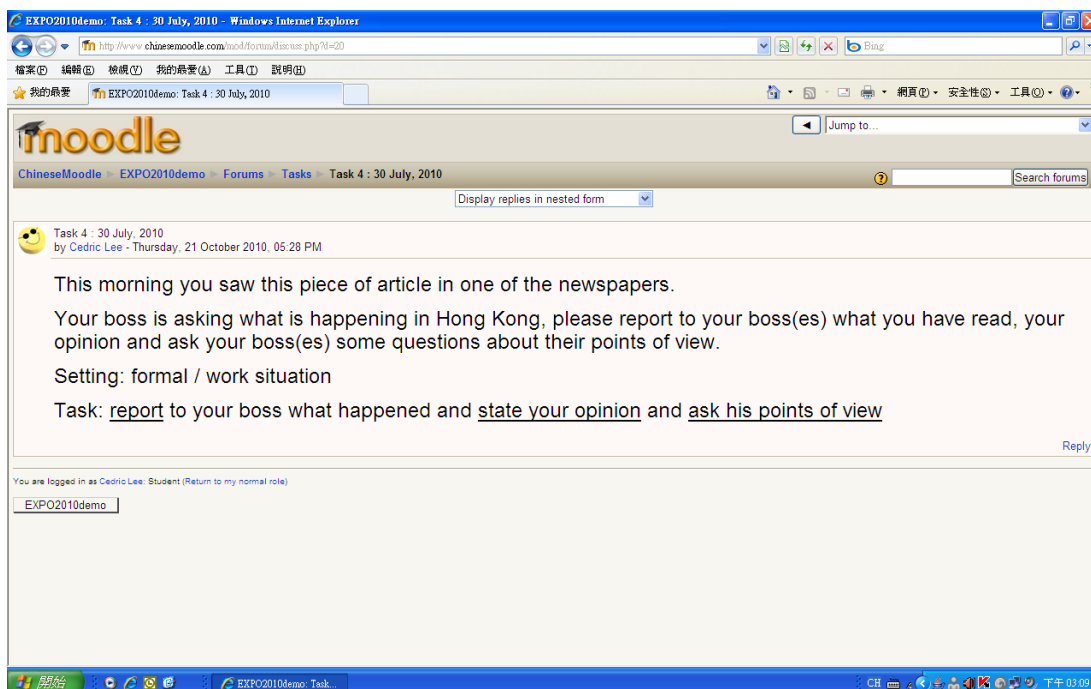 EXPO2010demo: Task 4 : 30 July, 2010 - Windows Internet Explorer
http://www.chinesemoodle.com/mod/forum/discuss.php?d=20
Bing
檔案(F) 編輯(E) 檢視(V) 我的最愛(A) 工具(T) 說明(H)
我的最愛 EXPO2010demo: Task 4 : 30 July, 2010 網頁(P) 安全性(S) 工具(O)
moodle
Jump to...
ChineseMoodle ► EXPO2010demo ► Forums ► Tasks ► Task 4 : 30 July, 2010
Search forums
Display replies in nested form
Task 4 : 30 July, 2010
by Cedric Lee - Thursday, 21 October 2010, 05:28 PM
This morning you saw this piece of article in one of the newspapers.
Your boss is asking what is happening in Hong Kong, please report to your boss(es) what you have read, your
opinion and ask your boss(es) some questions about their points of view.
Setting: formal / work situation
Task: report to your boss what happened and state your opinion and ask his points of view
Reply
You are logged in as Cedric Lee: Student (Return to my normal role)
EXPO2010demo
開始 EXPO2010demo: Task... CH 下午 03:09